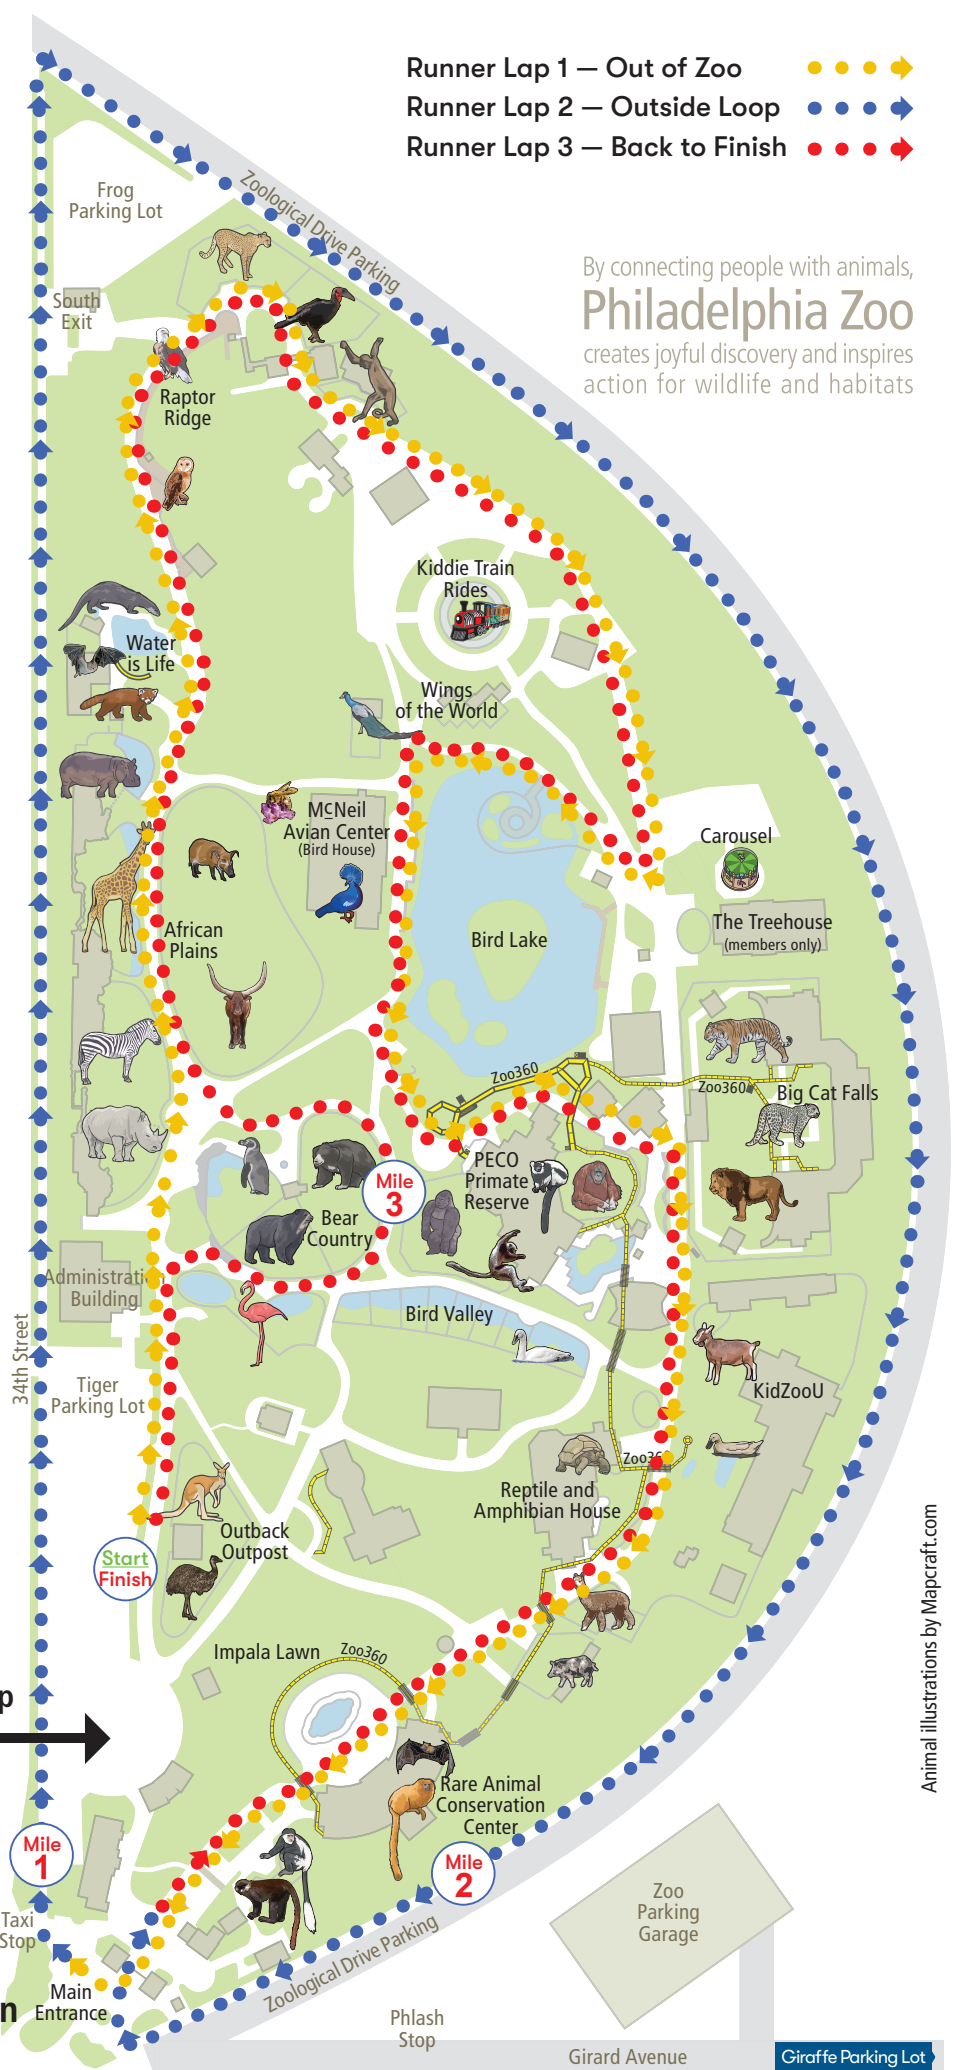 Runner Lap 1 — Out of Zoo
Runner Lap 2 — Outside Loop
Runner Lap 3 — Back to Finish
Zoological Drive Parking
Frog
Parking Lot
By connecting people with animals,
Philadelphia Zoo
creates joyful discovery and inspires
action for wildlife and habitats
South
Exit
Raptor
Ridge
Kiddie Train
Rides
Water
is Life
Wings
of the World
McNeil
Avian Center
(Bird House)
Carousel
The Treehouse
(members only)
African
Plains
Bird Lake
Zoo360
Zoo360
Big Cat Falls
PECO
Primate
Reserve
Mile
3
Bear
Country
Administrati
Building
Bird Valley
34th Street
Tiger
Parking Lot
KidZooU
Zoo36
Reptile and
Amphibian House
Outback
Outpost
Start
Finish
Impala Lawn
Zoo360
p
Rare Animal
Conservation
Center
Mile
1
Mile
2
Zoo
Parking
Garage
Taxi
Stop
Zoological Drive Parking
Main
Entrance
n
Phlash
Stop
Girard Avenue
Giraffe Parking Lot
Animal illustrations by Mapcraft.com